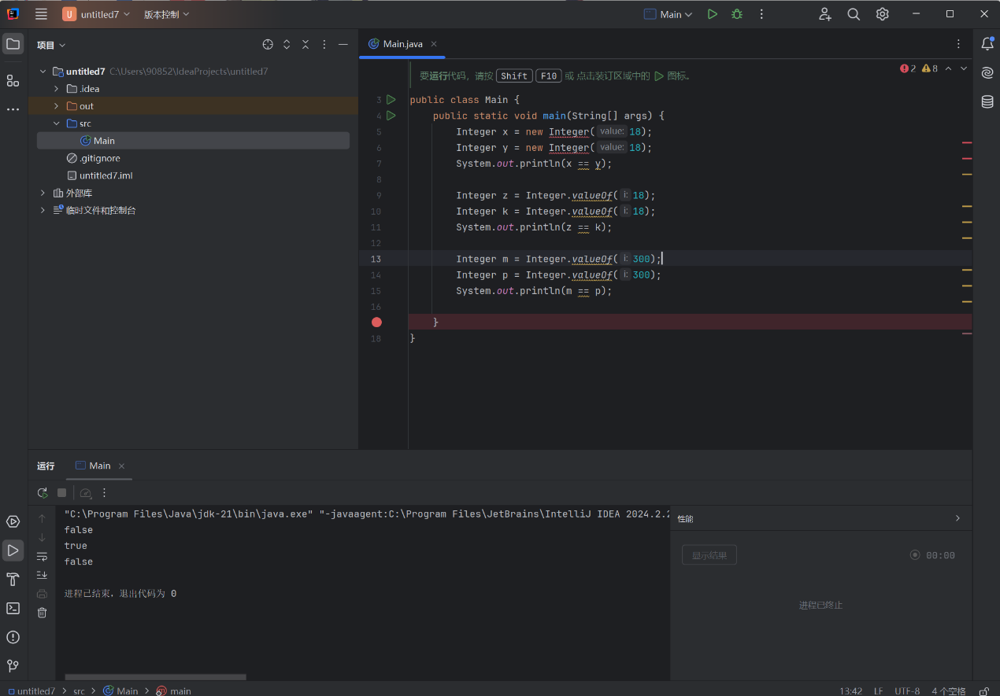 U untitled7 版本控制 Main
项目
Main.java
untitled7 C:\Users\90852\IdeaProjects\untitled7
.idea
out
src
Main
.gitignore
untitled7.iml
外部库
临时文件和控制台
要运行代码，请按 Shift F10 或 点击装订区域中的 图标。
2 8
3 public class Main {
4 public static void main(String[] args) {
5 Integer x = new Integer( value: 18);
6 Integer y = new Integer( value: 18);
7 System.out.println(x == y);
8
9 Integer z = Integer.valueOf( i: 18);
10 Integer k = Integer.valueOf( i: 18);
11 System.out.println(z == k);
12
13 Integer m = Integer.valueOf( i: 300);
14 Integer p = Integer.valueOf( i: 300);
15 System.out.println(m == p);
16
}
18 }
运行 Main
"C:\Program Files\Java\jdk-21\bin\java.exe" "-javaagent:C:\Program Files\JetBrains\IntelliJ IDEA 2024.2.2
false
true
false
进程已结束，退出代码为 0
性能
显示结果 00:00
进程已终止
untitled7 src Main main
13:42 LF UTF-8 4 个空格